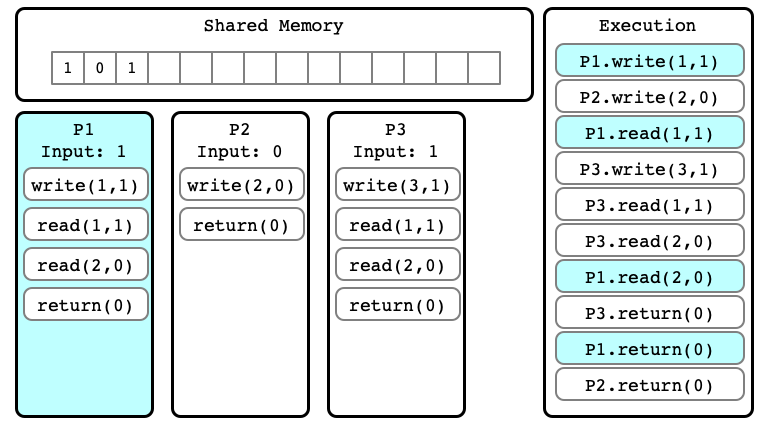 Shared Memory
1 0 1
P1
Input: 1
write(1,1)
read(1,1)
read(2,0)
return(0)
P2
Input: 0
write(2,0)
return(0)
P3
Input: 1
write(3,1)
read(1,1)
read(2,0)
return(0)
Execution
P1.write(1,1)
P2.write(2,0)
P1.read(1,1)
P3.write(3,1)
P3.read(1,1)
P3.read(2,0)
P1.read(2,0)
P3.return(0)
P1.return(0)
P2.return(0)